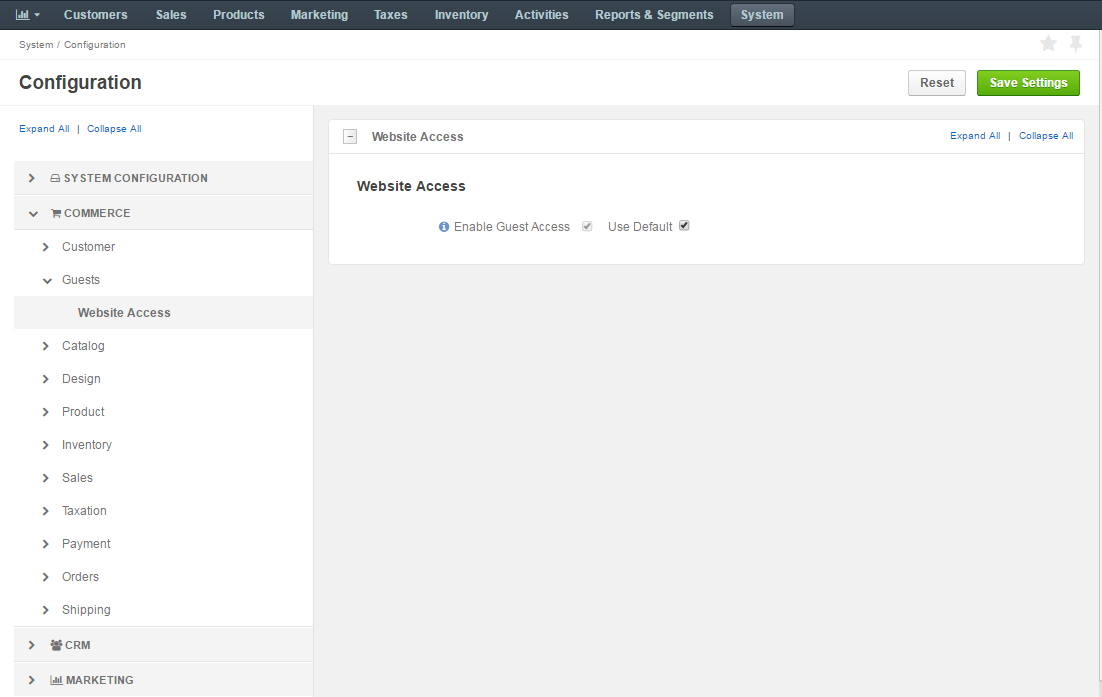 Customers Sales Products Marketing Taxes Inventory Activities Reports & Segments System
System / Configuration
Configuration
Reset Save Settings
Expand All | Collapse All
SYSTEM CONFIGURATION
COMMERCE
Customer
Guests
Website Access
Catalog
Design
Product
Inventory
Sales
Taxation
Payment
Orders
Shipping
CRM
MARKETING
Website Access Expand All | Collapse All
Website Access
Enable Guest Access Use Default